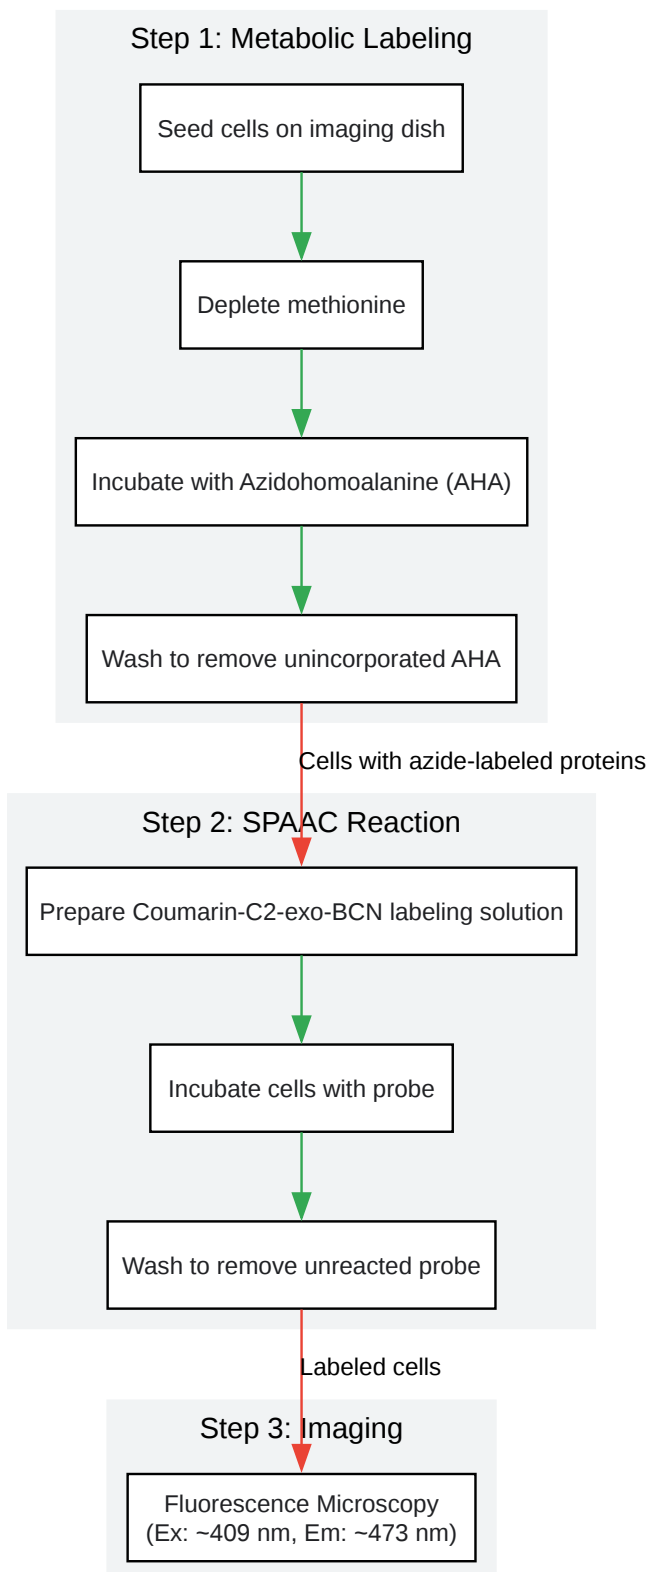 Step 1: Metabolic Labeling
Seed cells on imaging dish
Deplete methionine
Incubate with Azidohomoalanine (AHA)
Wash to remove unincorporated AHA
Cells with azide-labeled proteins
Step 2: SPAAC Reaction
Prepare Coumarin-C2-exo-BCN labeling solution
Incubate cells with probe
Wash to remove unreacted probe
Labeled cells
Step 3: Imaging
Fluorescence Microscopy
(Ex: ~409 nm, Em: ~473 nm)